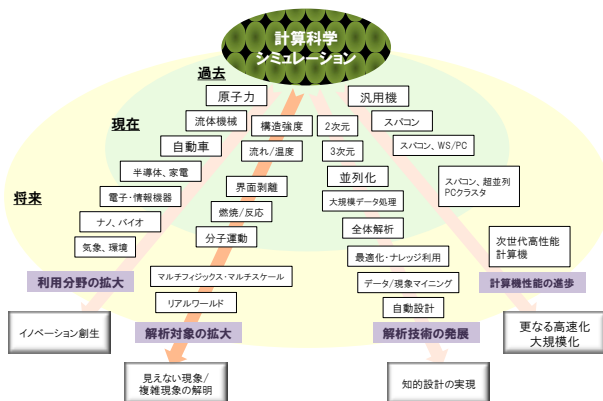 計算科学
シミュレーション
過去
原子力
汎用機
流体機械
構造強度
2次元
スパコン
現在
自動車
流れ/温度
3次元
スパコン、WS/PC
半導体、家電
界面剥離
並列化
スパコン、超並列
PCクラスタ
将来
電子・情報機器
燃焼/反応
大規模データ処理
ナノ、バイオ
分子運動
全体解析
気象、環境
最適化・ナレッジ利用
次世代高性能
計算機
利用分野の拡大
マルチフィジックス・マルチスケール
データ/現象マイニング
計算機性能の進歩
リアルワールド
自動設計
イノベーション創生
解析対象の拡大
解析技術の発展
更なる高速化
大規模化
見えない現象/
複雑現象の解明
知的設計の実現